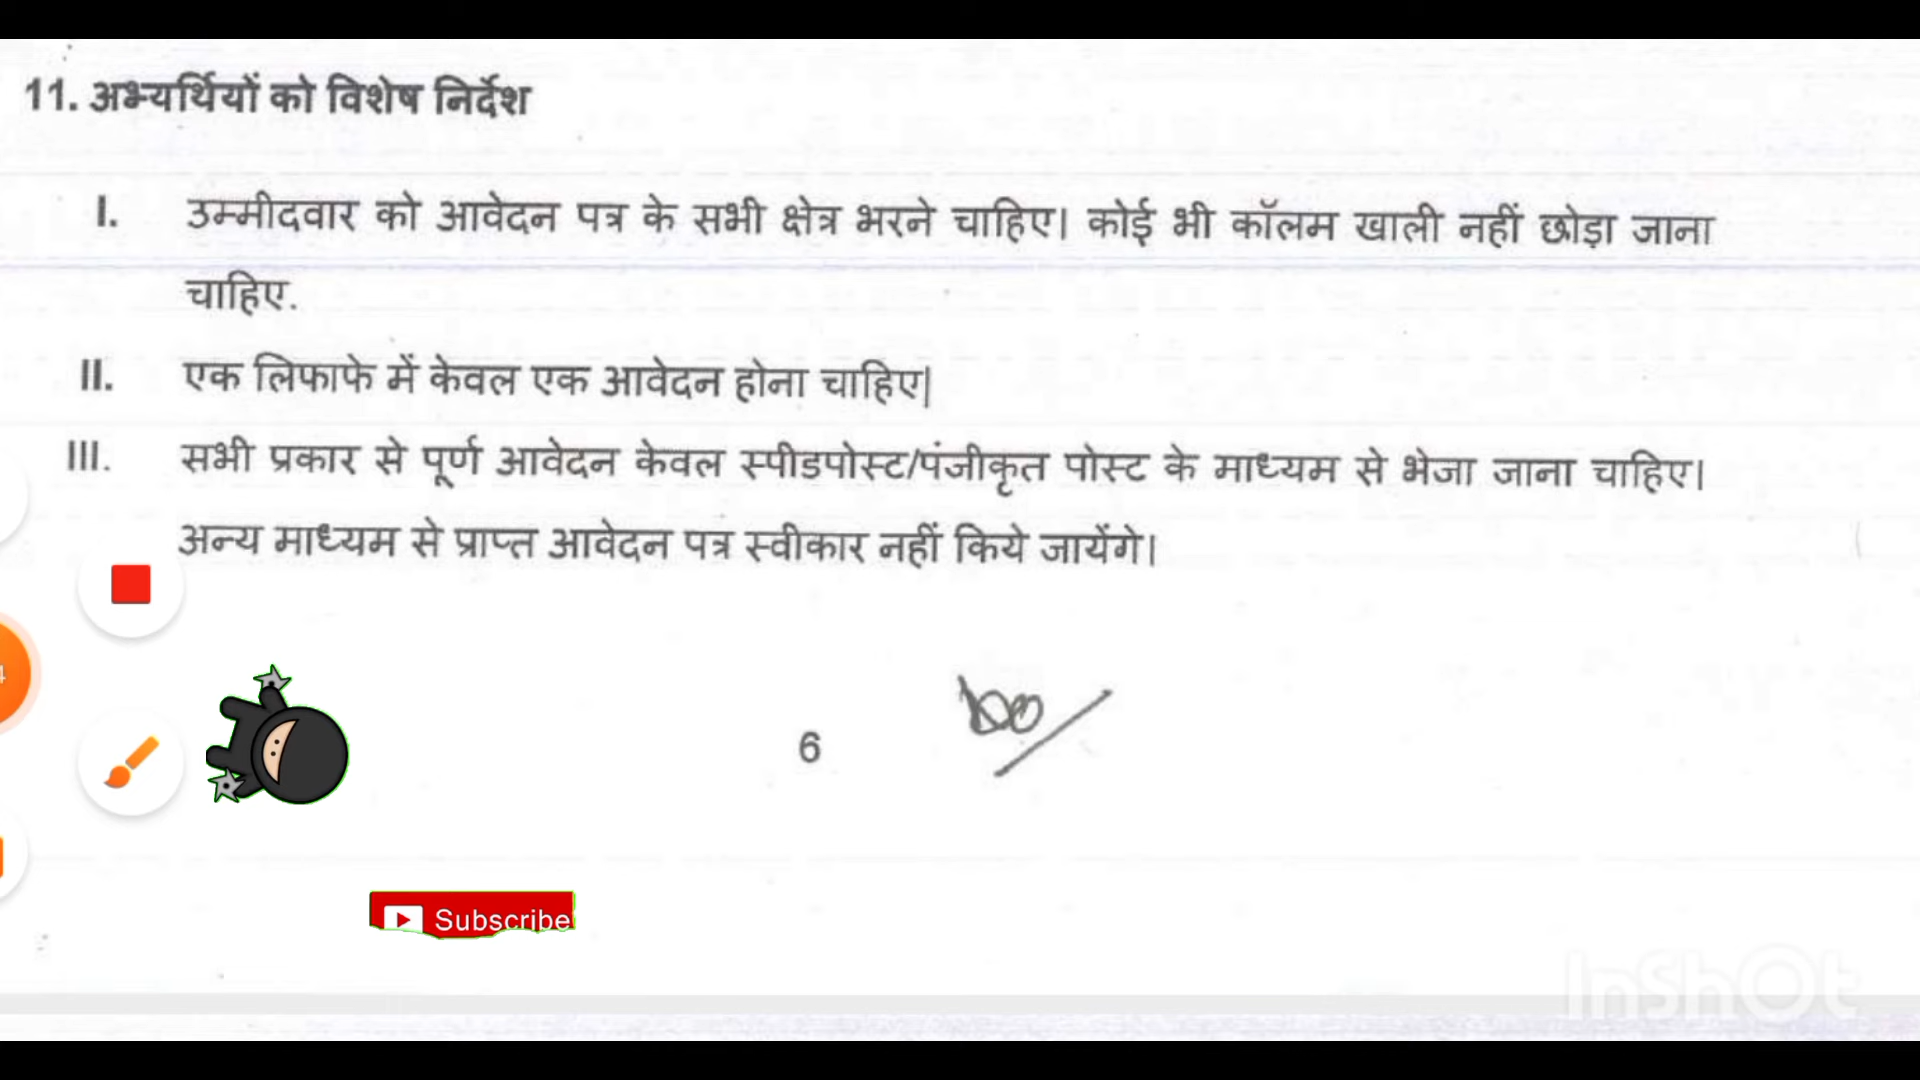 11. अभ्यर्थियों को विशेष निर्देश
I. उम्मीदवार को आवेदन पत्र के सभी क्षेत्र भरने चाहिए। कोई भी कॉलम खाली नहीं छोड़ा जाना
चाहिए.
II. एक लिफाफे में केवल एक आवेदन होना चाहिए|
III. सभी प्रकार से पूर्ण आवेदन केवल स्पीडपोस्ट/पंजीकृत पोस्ट के माध्यम से भेजा जाना चाहिए।
अन्य माध्यम से प्राप्त आवेदन पत्र स्वीकार नहीं किये जायेंगे।
6
Subscribe
InShOt